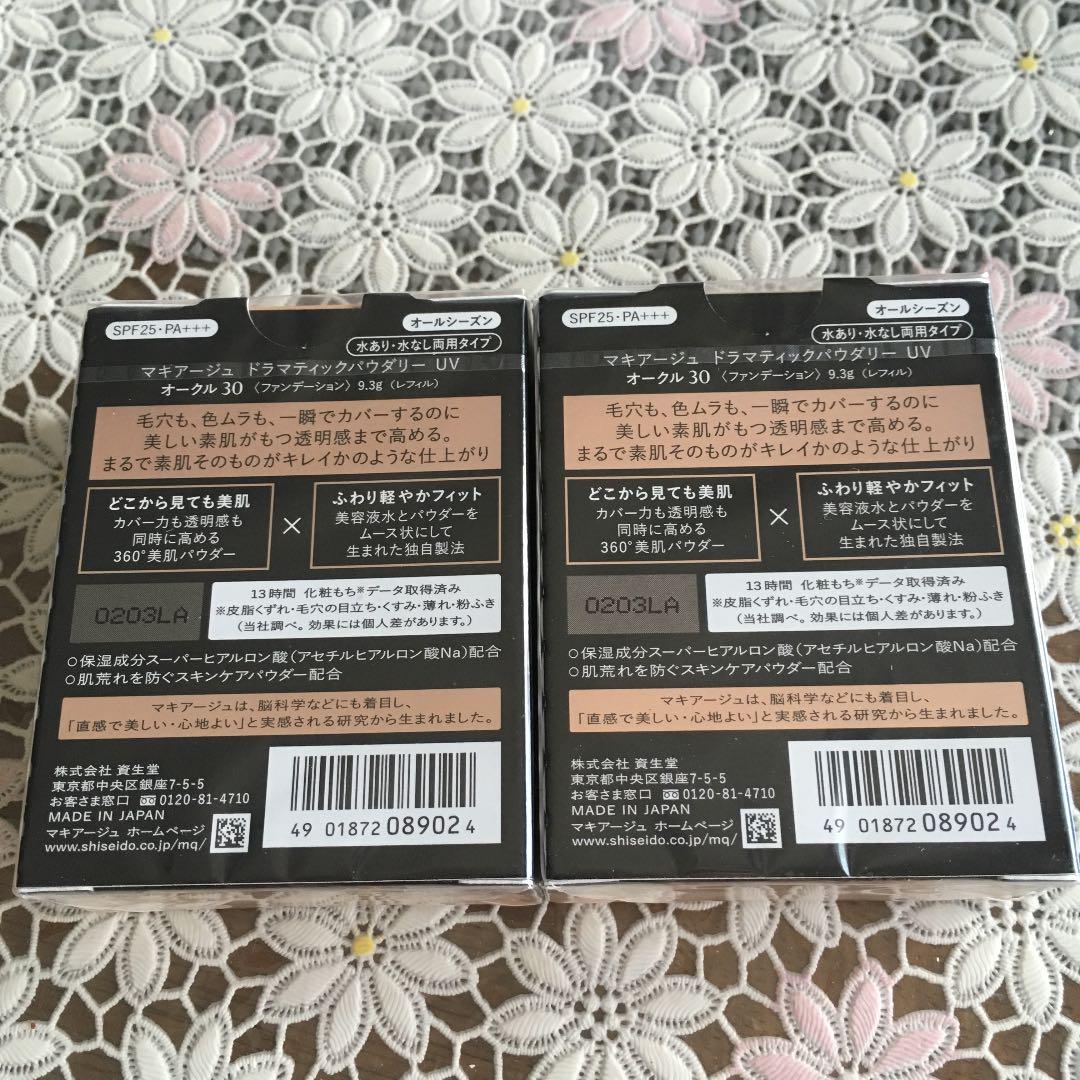 SPF25・PA+++
オールシーズン
水あり・水なし両用タイプ
マキアージュ ドラマティックパウダリー UV
オークル 30 〈ファンデーション〉 9.3g (レフィル)
毛穴も、色ムラも、一瞬でカバーするのに
美しい素肌がもつ透明感まで高める。
まるで素肌そのものがキレイかのような仕上がり
どこから見ても美肌
カバー力も透明感も
同時に高める
360°美肌パウダー
×
ふわり軽やかフィット
美容液水とパウダーを
ムース状にして
生まれた独自製法
0203LA
13時間 化粧もち※データ取得済み
※皮脂くずれ・毛穴の目立ち・くすみ・薄れ・粉ふき
(当社調べ。効果には個人差があります。)
○保湿成分スーパーヒアルロン酸(アセチルヒアルロン酸Na)配合
○肌荒れを防ぐスキンケアパウダー配合
マキアージュは、脳科学などにも着目し、
「直感で美しい・心地よい」と実感される研究から生まれました。
株式会社 資生堂
東京都中央区銀座7-5-5
お客さま窓口 0120-81-4710
MADE IN JAPAN
マキアージュ ホームページ
www.shiseido.co.jp/mq/
49 01872 08902 4
SPF25・PA+++
オールシーズン
水あり・水なし両用タイプ
マキアージュ ドラマティックパウダリー UV
オークル 30 〈ファンデーション〉 9.3g (レフィル)
毛穴も、色ムラも、一瞬でカバーするのに
美しい素肌がもつ透明感まで高める。
まるで素肌そのものがキレイかのような仕上がり
どこから見ても美肌
カバー力も透明感も
同時に高める
360°美肌パウダー
×
ふわり軽やかフィット
美容液水とパウダーを
ムース状にして
生まれた独自製法
0203LA
13時間 化粧もち※データ取得済み
※皮脂くずれ・毛穴の目立ち・くすみ・薄れ・粉ふき
(当社調べ。効果には個人差があります。)
○保湿成分スーパーヒアルロン酸(アセチルヒアルロン酸Na)配合
○肌荒れを防ぐスキンケアパウダー配合
マキアージュは、脳科学などにも着目し、
「直感で美しい・心地よい」と実感される研究から生まれました。
株式会社 資生堂
東京都中央区銀座7-5-5
お客さま窓口 0120-81-4710
MADE IN JAPAN
マキアージュ ホームページ
www.shiseido.co.jp/mq/
49 01872 08902 4